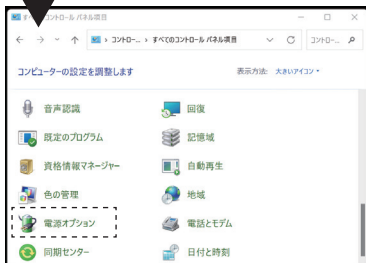 すべてのコントロール パネル項目
コントロー... › すべてのコントロール パネル項目
コントロー...
コンピューターの設定を調整します
表示方法: 大きいアイコン
音声認識
回復
既定のプログラム
記憶域
資格情報マネージャー
自動再生
色の管理
地域
電源オプション
電話とモデム
同期センター
日付と時刻